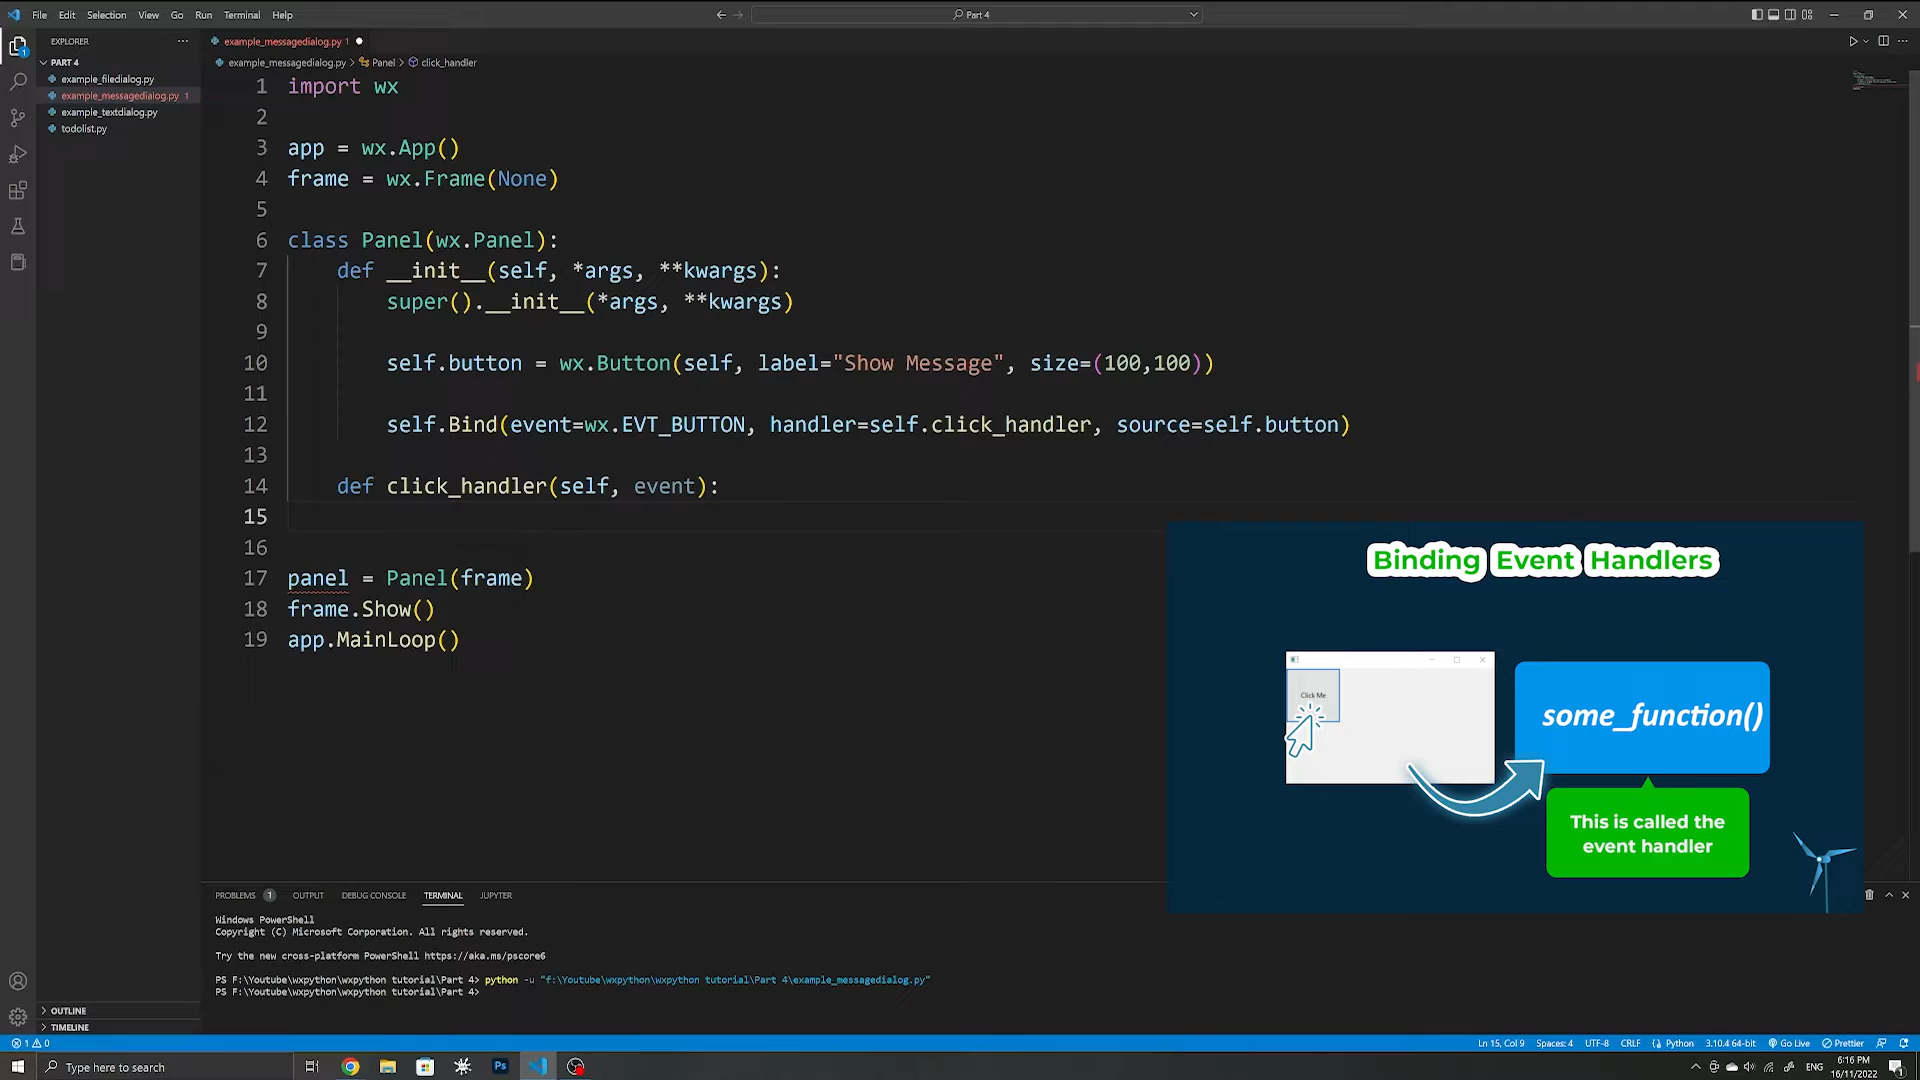 File Edit Selection View Go Run Terminal Help
Part 4
EXPLORER
PART 4
example_filedialog.py
example_messagedialog.py 1
example_textdialog.py
todolist.py
example_messagedialog.py 1
example_messagedialog.py > Panel > click_handler
1 import wx
2
3 app = wx.App()
4 frame = wx.Frame(None)
5
6 class Panel(wx.Panel):
7 def __init__(self, *args, **kwargs):
8 super().__init__(*args, **kwargs)
9
10 self.button = wx.Button(self, label="Show Message", size=(100,100))
11
12 self.Bind(event=wx.EVT_BUTTON, handler=self.click_handler, source=self.button)
13
14 def click_handler(self, event):
15
16
17 panel = Panel(frame)
18 frame.Show()
19 app.MainLoop()
Binding Event Handlers
Click Me
some_function()
This is called the
event handler
PROBLEMS 1 OUTPUT DEBUG CONSOLE TERMINAL JUPYTER
Windows PowerShell
Copyright (C) Microsoft Corporation. All rights reserved.
Try the new cross-platform PowerShell https://aka.ms/pscore6
PS F:\Youtube\wxpython\wxpython tutorial\Part 4> python -u "f:\Youtube\wxpython\wxpython tutorial\Part 4\example_messagedialog.py"
PS F:\Youtube\wxpython\wxpython tutorial\Part 4>
OUTLINE
TIMELINE
1 0
Ln 15, Col 9 Spaces: 4 UTF-8 CRLF Python 3.10.4 64-bit Go Live Prettier
Type here to search
Ps
ENG
6:16 PM
16/11/2022
1